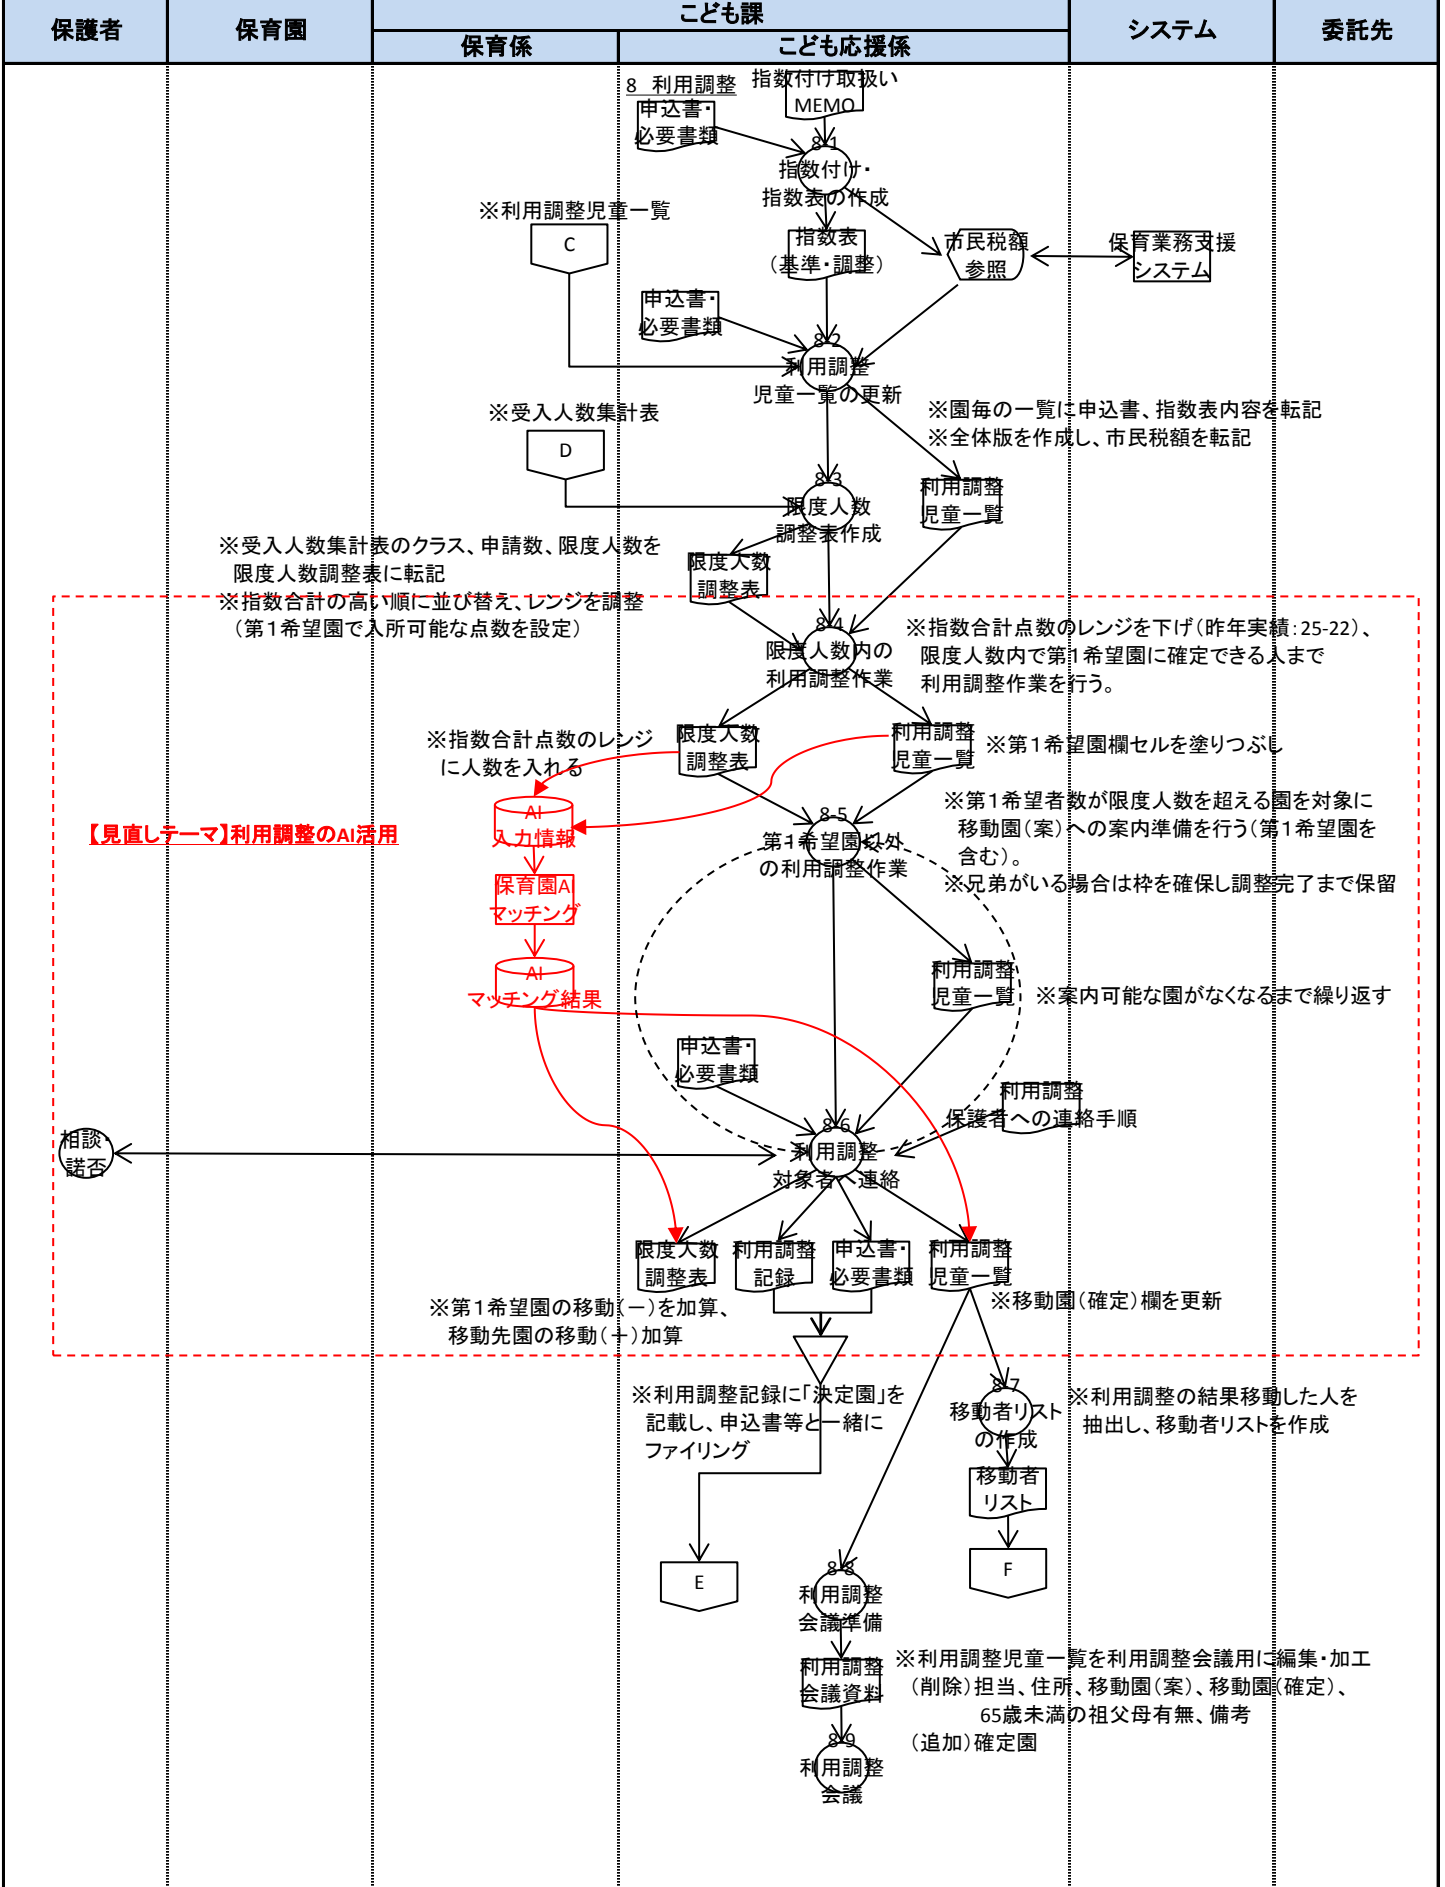 保護者
保育園
こども課
保育係
こども応援係
システム
委託先
8　利用調整
指数付け取扱い
MEMO
申込書・
必要書類
8-1
指数付け・
指数表の作成
※利用調整児童一覧
C
指数表
（基準・調整）
市民税額
参照
保育業務支援
システム
申込書・
必要書類
8-2
利用調整
児童一覧の更新
※受入人数集計表
D
※園毎の一覧に申込書、指数表内容を転記
※全体版を作成し、市民税額を転記
8-3
限度人数
調整表作成
利用調整
児童一覧
※受入人数集計表のクラス、申請数、限度人数を
限度人数調整表に転記
※指数合計の高い順に並び替え、レンジを調整
（第1希望園で入所可能な点数を設定）
限度人数
調整表
8-4
限度人数内の
利用調整作業
※指数合計点数のレンジを下げ（昨年実績：25-22）、
限度人数内で第1希望園に確定できる人まで
利用調整作業を行う。
※指数合計点数のレンジ
に人数を入れる
限度人数
調整表
利用調整
児童一覧
※第1希望園欄セルを塗りつぶし
【見直しテーマ】利用調整のAI活用
AI
入力情報
保育園AI
マッチング
AI
マッチング結果
8-5
第1希望園以外
の利用調整作業
※第1希望者数が限度人数を超える園を対象に
移動園（案）への案内準備を行う（第1希望園を
含む）。
※兄弟がいる場合は枠を確保し調整完了まで保留
利用調整
児童一覧
※案内可能な園がなくなるまで繰り返す
申込書・
必要書類
利用調整
保護者への連絡手順
相談・
諾否
8-6
利用調整
対象者へ連絡
限度人数
調整表
利用調整
記録
申込書・
必要書類
利用調整
児童一覧
※第1希望園の移動（－）を加算、
移動先園の移動（＋）加算
※移動園（確定）欄を更新
※利用調整記録に「決定園」を
記載し、申込書等と一緒に
ファイリング
8-7
移動者リスト
の作成
※利用調整の結果移動した人を
抽出し、移動者リストを作成
移動者
リスト
E
F
8-8
利用調整
会議準備
利用調整
会議資料
※利用調整児童一覧を利用調整会議用に編集・加工
（削除）担当、住所、移動園（案）、移動園（確定）、
65歳未満の祖父母有無、備考
（追加）確定園
8-9
利用調整
会議